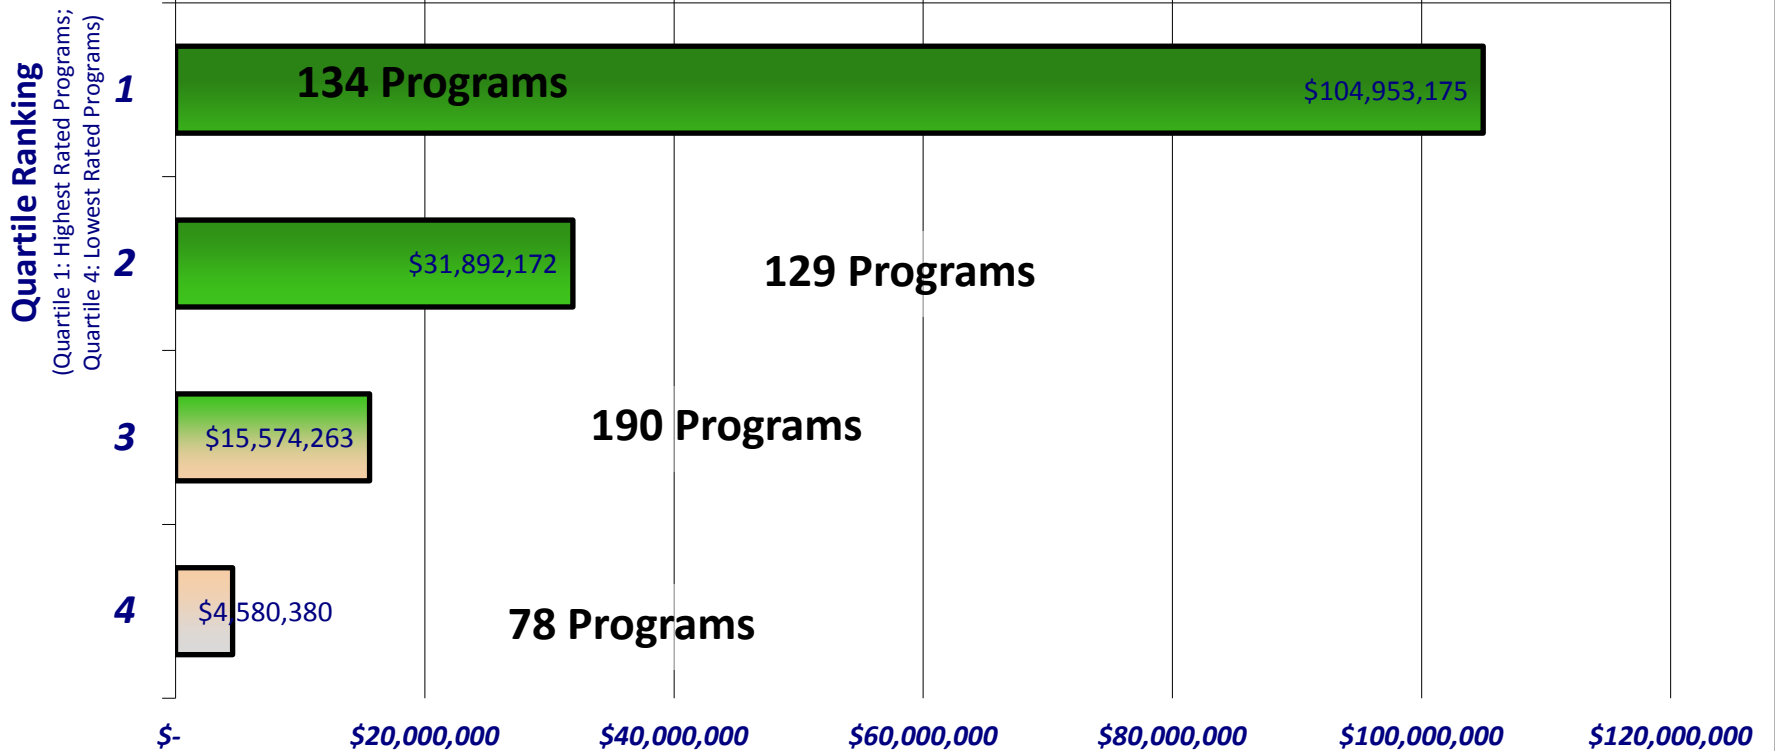 Quartile Ranking
(Quartile 1: Highest Rated Programs;
Quartile 4: Lowest Rated Programs)
1
134 Programs
$104,953,175
2
$31,892,172
129 Programs
3
$15,574,263
190 Programs
4
$4,580,380
78 Programs
$-
$20,000,000
$40,000,000
$60,000,000
$80,000,000
$100,000,000
$120,000,000